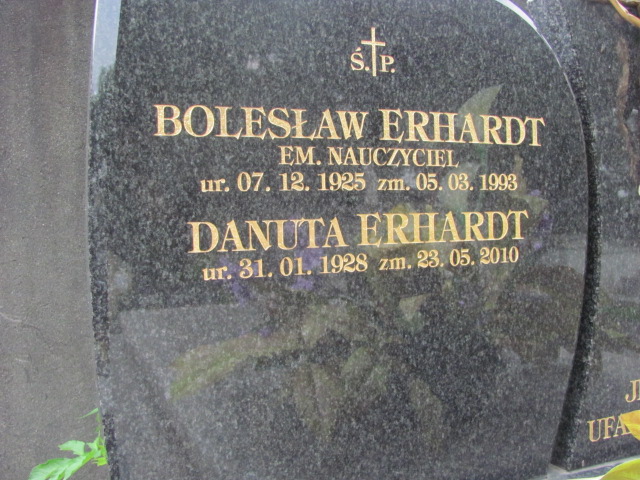 Ś. P.
BOLESŁAW ERHARDT
EM. NAUCZYCIEL
ur. 07. 12. 1925 zm. 05. 03. 1993
DANUTA ERHARDT
ur. 31. 01. 1928 zm. 23. 05. 2010